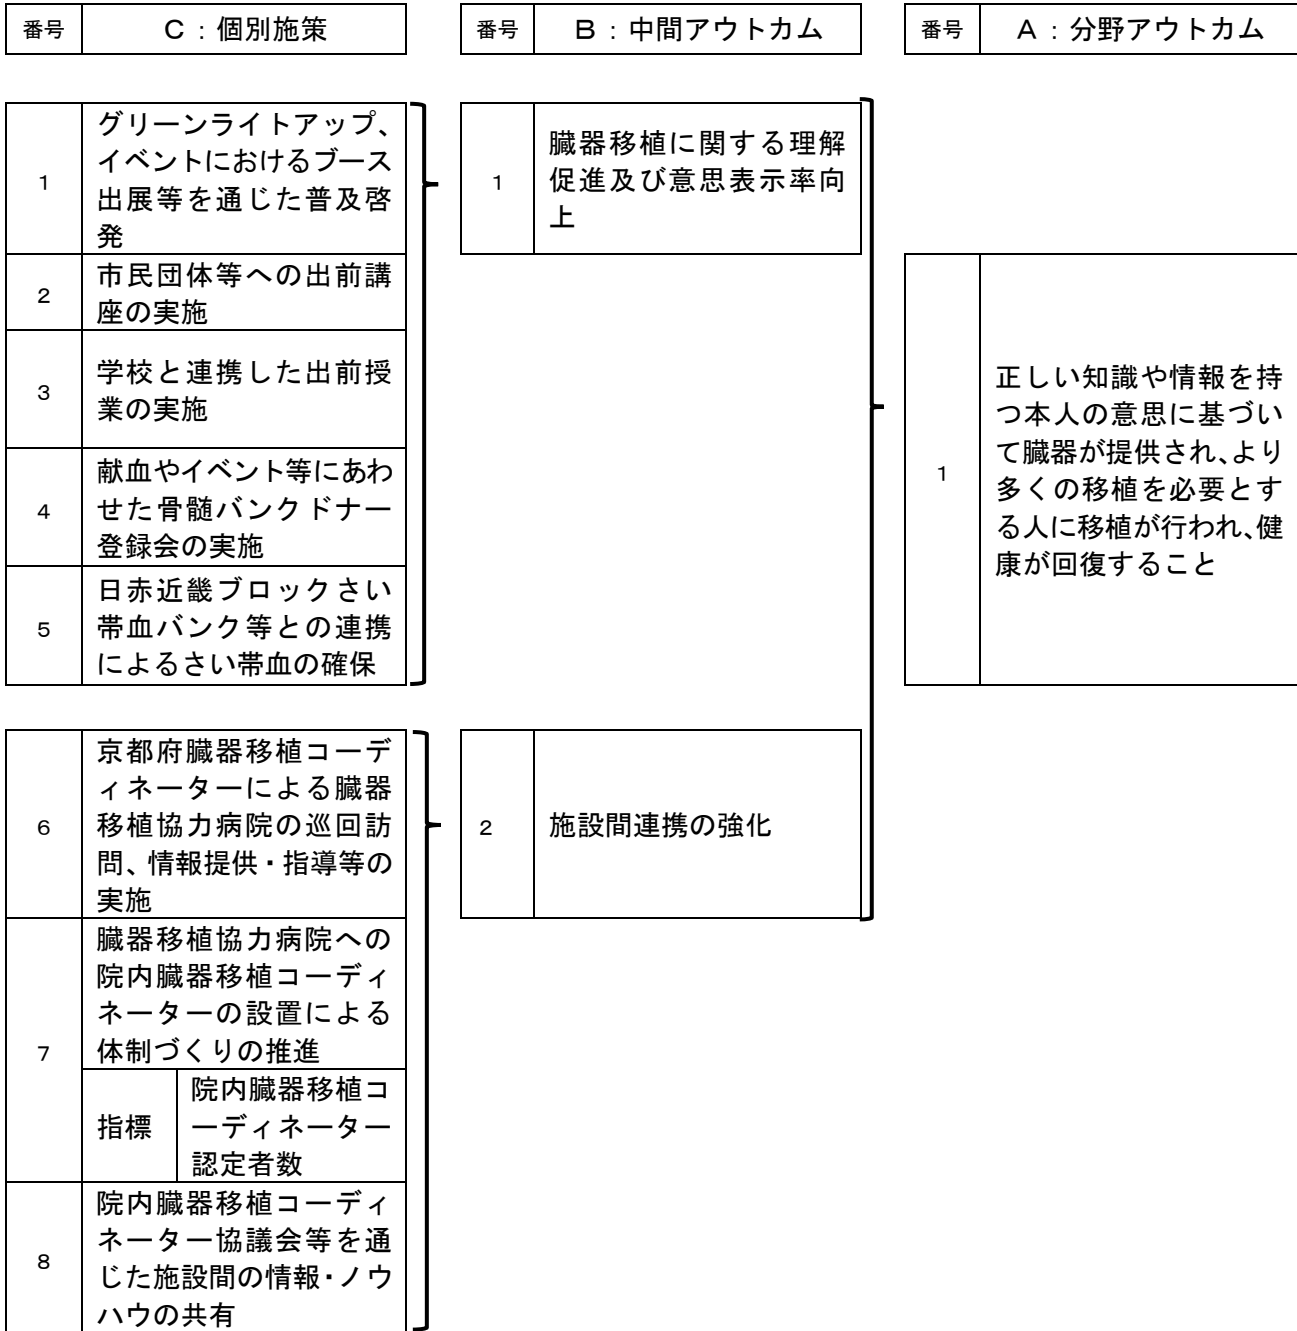 番号 C：個別施策 番号 B：中間アウトカム 番号 A：分野アウトカム
1
グリーンライトアップ、
イベントにおけるブース
出展等を通じた普及啓
発
2
市民団体等への出前講
座の実施
3
学校と連携した出前授
業の実施
4
献血やイベント等にあわ
せた骨髄バンクドナー
登録会の実施
5
日赤近畿ブロックさい
帯血バンク等との連携
によるさい帯血の確保
1
臓器移植に関する理解
促進及び意思表示率向
上
6
京都府臓器移植コーデ
ィネーターによる臓器
移植協力病院の巡回訪
問、情報提供・指導等の
実施
7
臓器移植協力病院への
院内臓器移植コーディ
ネーターの設置による
体制づくりの推進
指標
院内臓器移植コ
ーディネーター
認定者数
8
院内臓器移植コーディ
ネーター協議会等を通
じた施設間の情報・ノウ
ハウの共有
2
施設間連携の強化
1
正しい知識や情報を持
つ本人の意思に基づい
て臓器が提供され、より
多くの移植を必要とす
る人に移植が行われ、健
康が回復すること